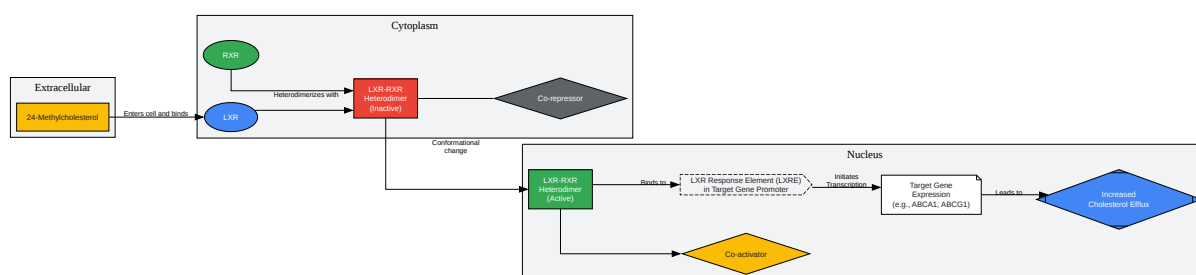 Cytoplasm
RXR
Heterodimerizes with
LXR-RXR
Heterodimer
(Inactive)
Co-repressor
Extracellular
24-Methylcholesterol
Enters cell and binds
LXR
Conformational
change
Nucleus
LXR-RXR
Heterodimer
(Active)
Binds to
LXR Response Element (LXRE)
in Target Gene Promoter
Initiates
Transcription
Target Gene
Expression
(e.g., ABCA1, ABCG1)
Leads to
Increased
Cholesterol Efflux
Co-activator